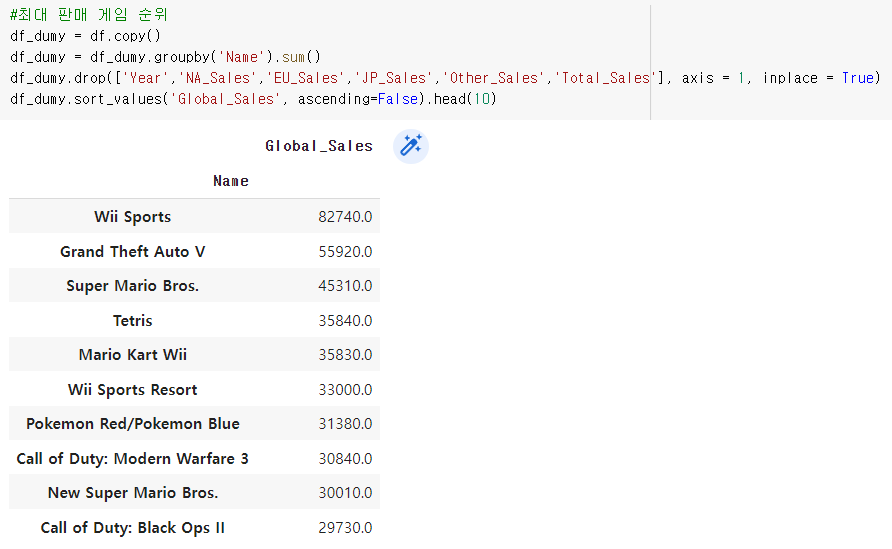 #최대 판매 게임 순위
df_dumy = df.copy()
df_dumy = df_dumy.groupby('Name').sum()
df_dumy.drop(['Year','NA_Sales','EU_Sales','JP_Sales','Other_Sales','Total_Sales'], axis = 1, inplace = True)
df_dumy.sort_values('Global_Sales', ascending=False).head(10)
Global_Sales
Name
Wii Sports 82740.0
Grand Theft Auto V 55920.0
Super Mario Bros. 45310.0
Tetris 35840.0
Mario Kart Wii 35830.0
Wii Sports Resort 33000.0
Pokemon Red/Pokemon Blue 31380.0
Call of Duty: Modern Warfare 3 30840.0
New Super Mario Bros. 30010.0
Call of Duty: Black Ops II 29730.0